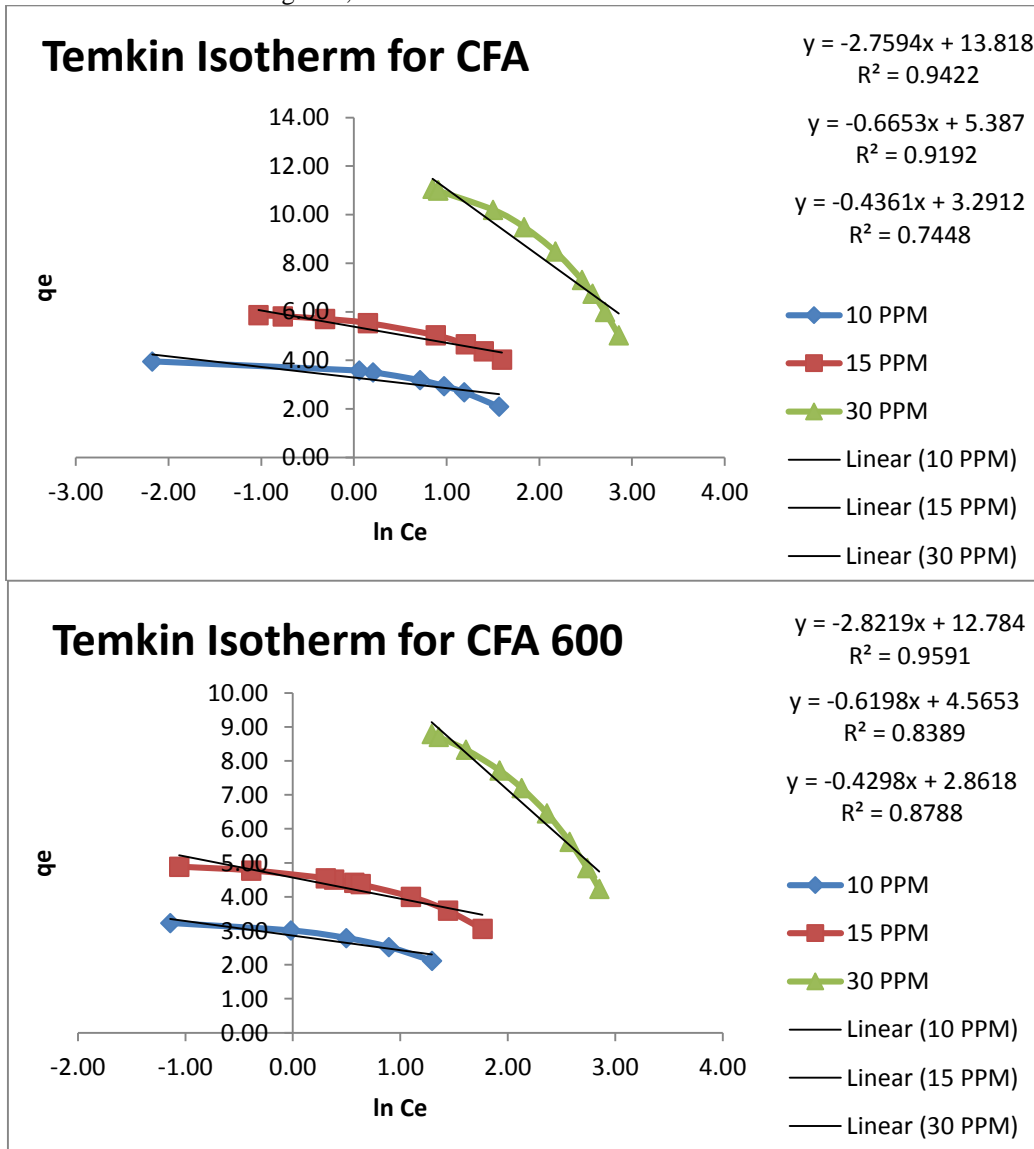 Temkin Isotherm for CFA
y = -2.7594x + 13.818
R² = 0.9422
y = -0.6653x + 5.387
R² = 0.9192
y = -0.4361x + 3.2912
R² = 0.7448
14.00
12.00
10.00
8.00
6.00
4.00
2.00
0.00
qe
-3.00 -2.00 -1.00 0.00 1.00 2.00 3.00 4.00
ln Ce
10 PPM
15 PPM
30 PPM
Linear (10 PPM)
Linear (15 PPM)
Linear (30 PPM)
Temkin Isotherm for CFA 600
y = -2.8219x + 12.784
R² = 0.9591
y = -0.6198x + 4.5653
R² = 0.8389
y = -0.4298x + 2.8618
R² = 0.8788
10.00
9.00
8.00
7.00
6.00
5.00
4.00
3.00
2.00
1.00
0.00
qe
-2.00 -1.00 0.00 1.00 2.00 3.00 4.00
ln Ce
10 PPM
15 PPM
30 PPM
Linear (10 PPM)
Linear (15 PPM)
Linear (30 PPM)